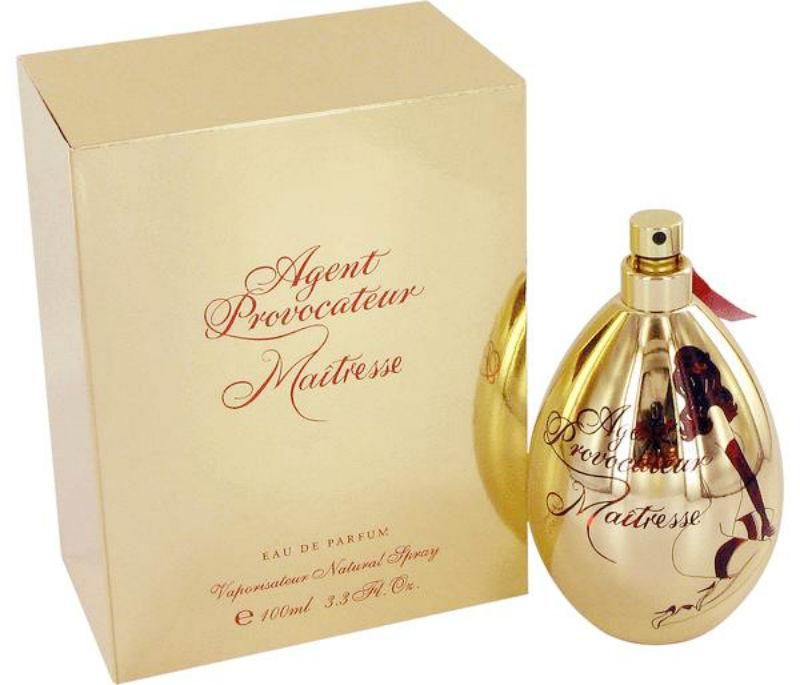 Agent
Provocateur
Maîtresse
EAU DE PARFUM
Vaporisateur Natural Spray
e 100ml 3.3 Fl. Oz.
Agent
Provocateur
Maîtresse